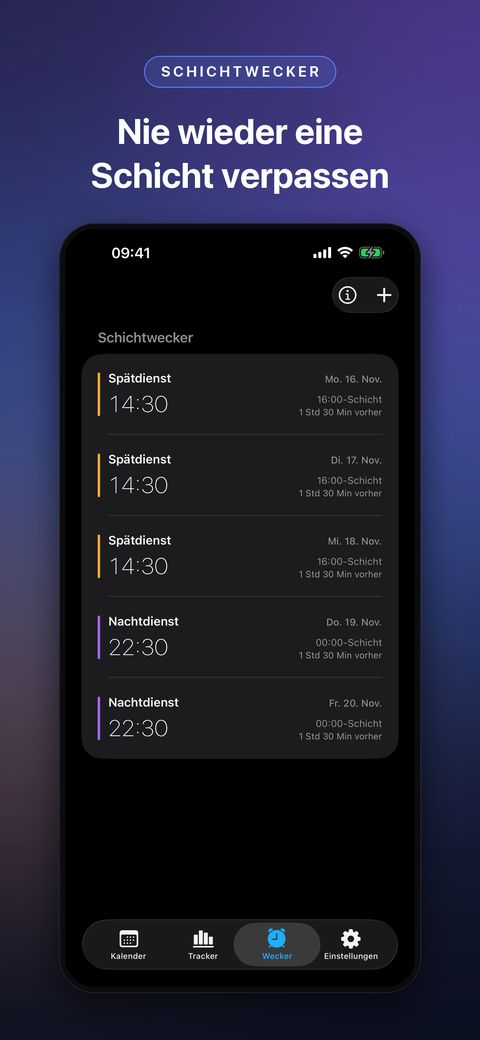 SCHICHTWECKER
Nie wieder eine
Schicht verpassen
09:41
Schichtwecker
Spätdienst
Mo. 16. Nov.
14:30
16:00-Schicht
1 Std 30 Min vorher
Spätdienst
Di. 17. Nov.
14:30
16:00-Schicht
1 Std 30 Min vorher
Spätdienst
Mi. 18. Nov.
14:30
16:00-Schicht
1 Std 30 Min vorher
Nachtdienst
Do. 19. Nov.
22:30
00:00-Schicht
1 Std 30 Min vorher
Nachtdienst
Fr. 20. Nov.
22:30
00:00-Schicht
1 Std 30 Min vorher
Kalender
Tracker
Wecker
Einstellungen